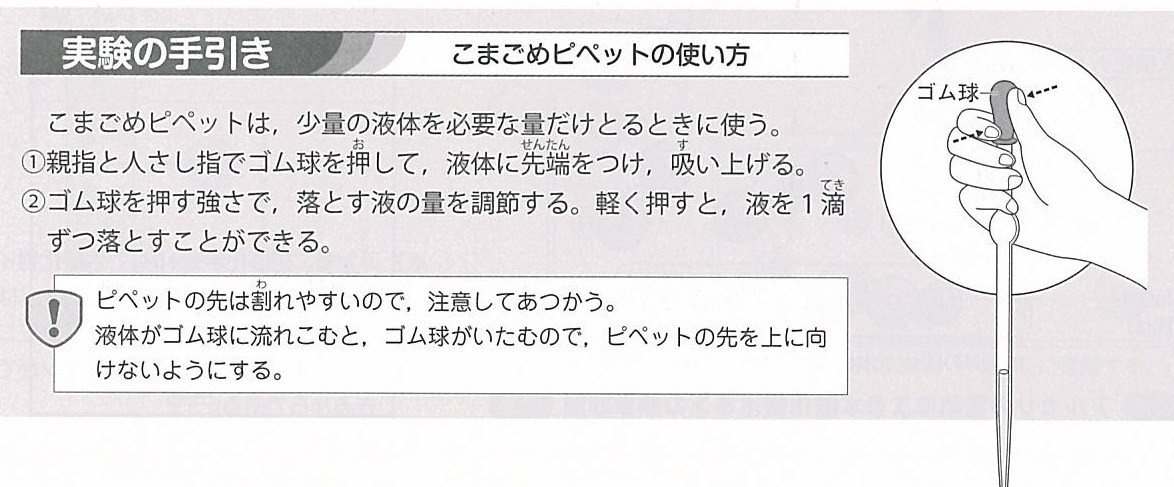 実験の手引き
こまごめピペットの使い方
こまごめピペットは，少量の液体を必要な量だけとるときに使う。
①親指と人さし指でゴム球を押して，液体に先端をつけ，吸い上げる。
②ゴム球を押す強さで，落とす液の量を調節する。軽く押すと，液を1滴
ずつ落とすことができる。
ピペットの先は割れやすいので，注意してあつかう。
液体がゴム球に流れこむと，ゴム球がいたむので，ピペットの先を上に向
けないようにする。
ゴム球